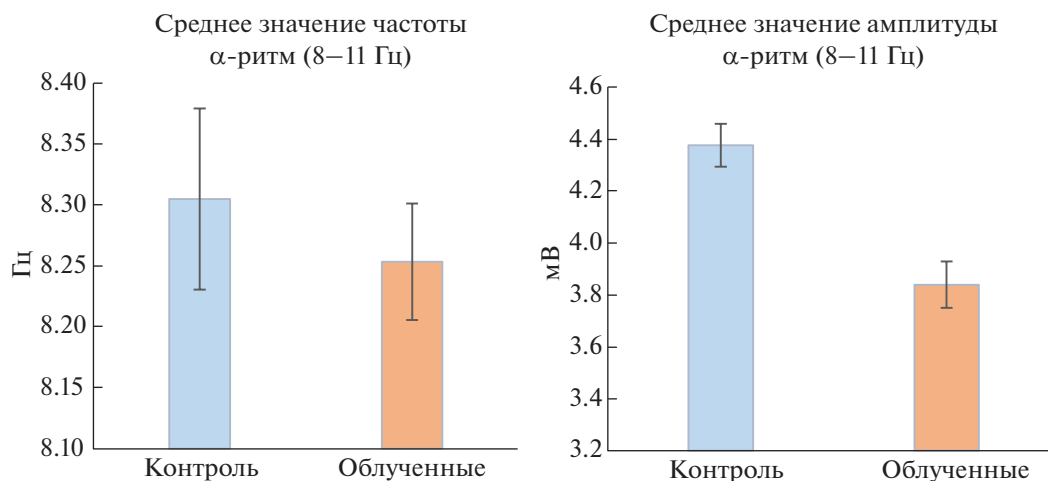 Среднее значение частоты
α-ритм (8–11 Гц)
8.40
8.35
8.30
8.25
8.20
8.15
8.10
Гц
Контроль
Облученные
Среднее значение амплитуды
α-ритм (8–11 Гц)
4.6
4.4
4.2
4.0
3.8
3.6
3.4
3.2
мВ
Контроль
Облученные